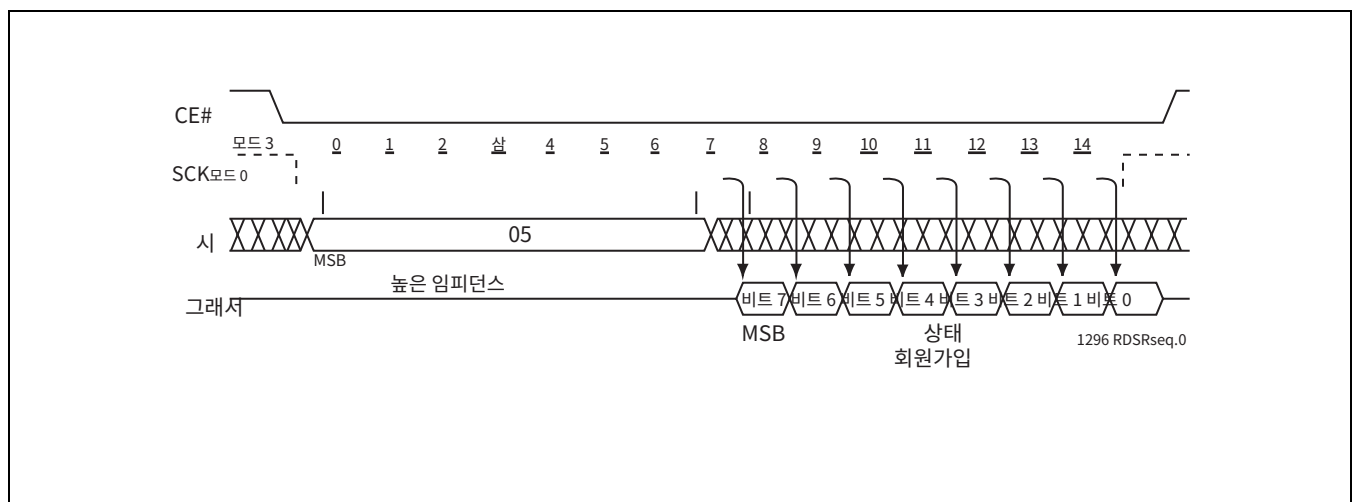 CE#
모드 3 0 1 2 삼 4 5 6 7 8 9 10 11 12 13 14
SCK모드 0
시 05
MSB
높은 임피던스
그래서 비트 7 비트 6 비트 5 비트 4 비트 3 비트 2 비트 1 비트 0
MSB 상태
회원가입 1296 RDSRseq.0